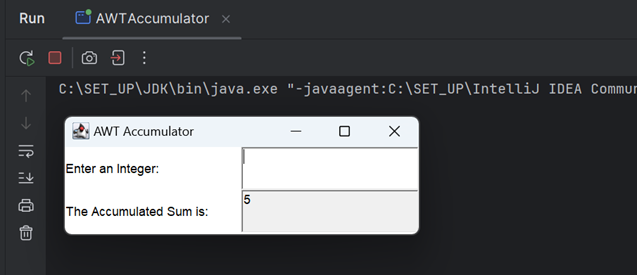 Run
AWTAccumulator
C:\SET_UP\JDK\bin\java.exe "-javaagent:C:\SET_UP\IntelliJ IDEA Commun
AWT Accumulator
Enter an Integer:
The Accumulated Sum is:
5